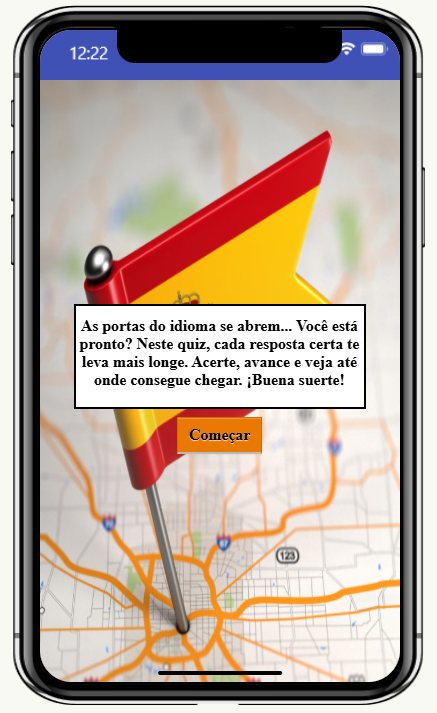 12:22
As portas do idioma se abrem... Você está
pronto? Neste quiz, cada resposta certa te
leva mais longe. Acerte, avance e veja até
onde consegue chegar. ¡Buena suerte!
Começar
123